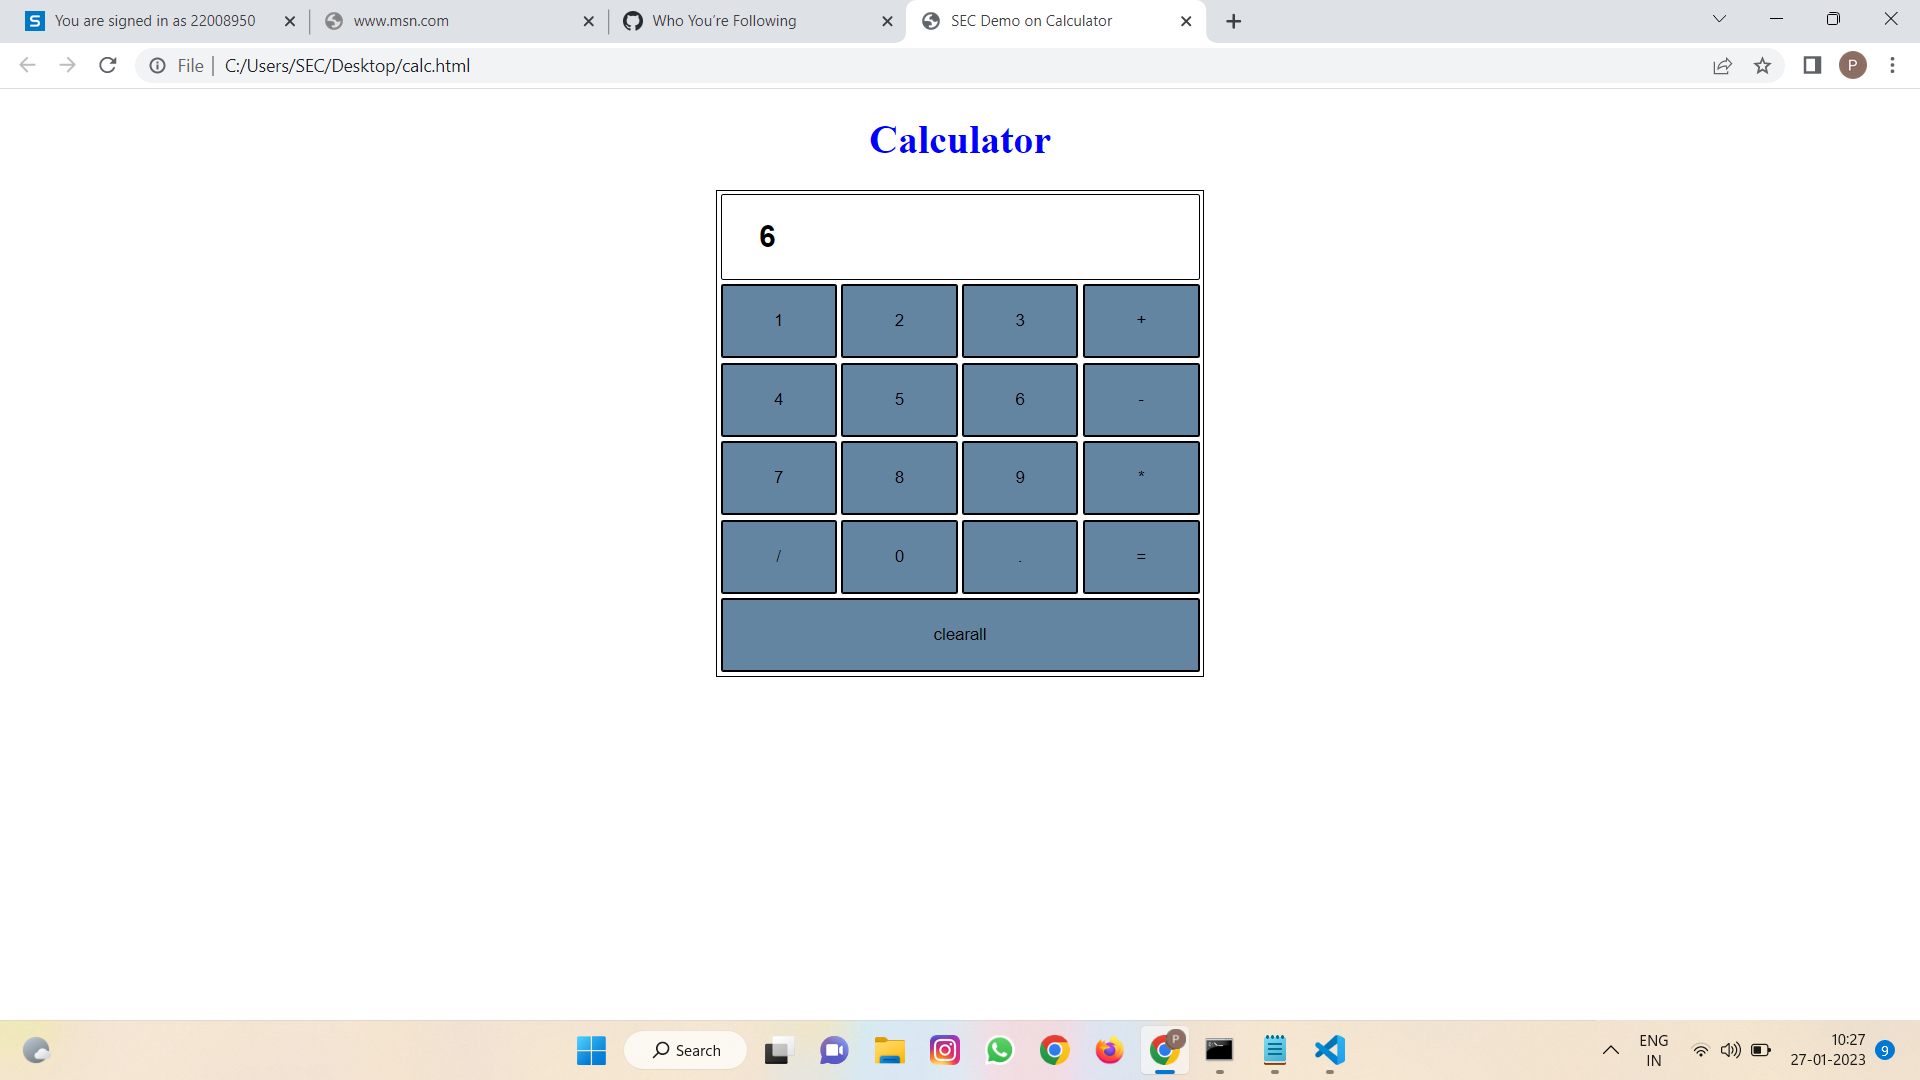 S You are signed in as 22008950
www.msn.com
Who You're Following
SEC Demo on Calculator
File
C:/Users/SEC/Desktop/calc.html
P
Calculator
6
1 2 3 +
4 5 6 -
7 8 9 *
/ 0 . =
clearall
Search
P
ENG
IN
10:27
27-01-2023
9